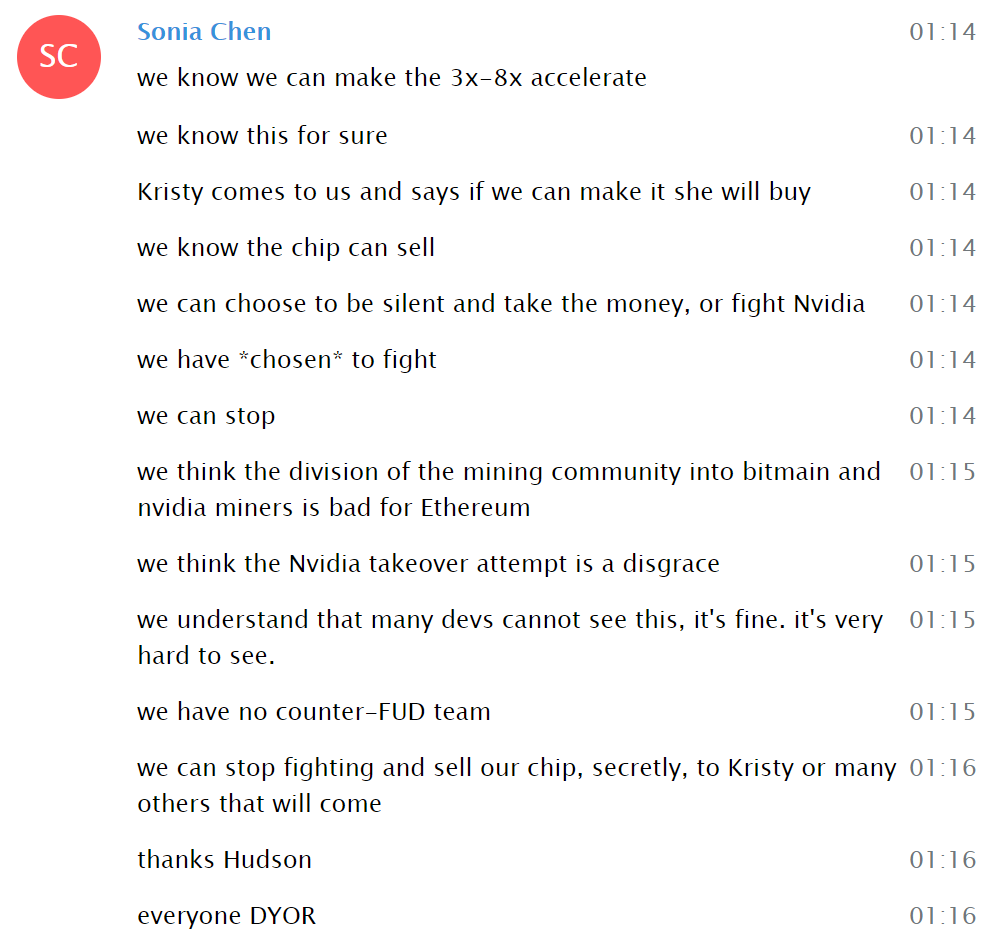 SC
Sonia Chen 01:14
we know we can make the 3x-8x accelerate
we know this for sure 01:14
Kristy comes to us and says if we can make it she will buy 01:14
we know the chip can sell 01:14
we can choose to be silent and take the money, or fight Nvidia 01:14
we have *chosen* to fight 01:14
we can stop 01:14
we think the division of the mining community into bitmain and 01:15
nvidia miners is bad for Ethereum
we think the Nvidia takeover attempt is a disgrace 01:15
we understand that many devs cannot see this, it's fine. it's very 01:15
hard to see.
we have no counter-FUD team 01:15
we can stop fighting and sell our chip, secretly, to Kristy or many 01:16
others that will come
thanks Hudson 01:16
everyone DYOR 01:16